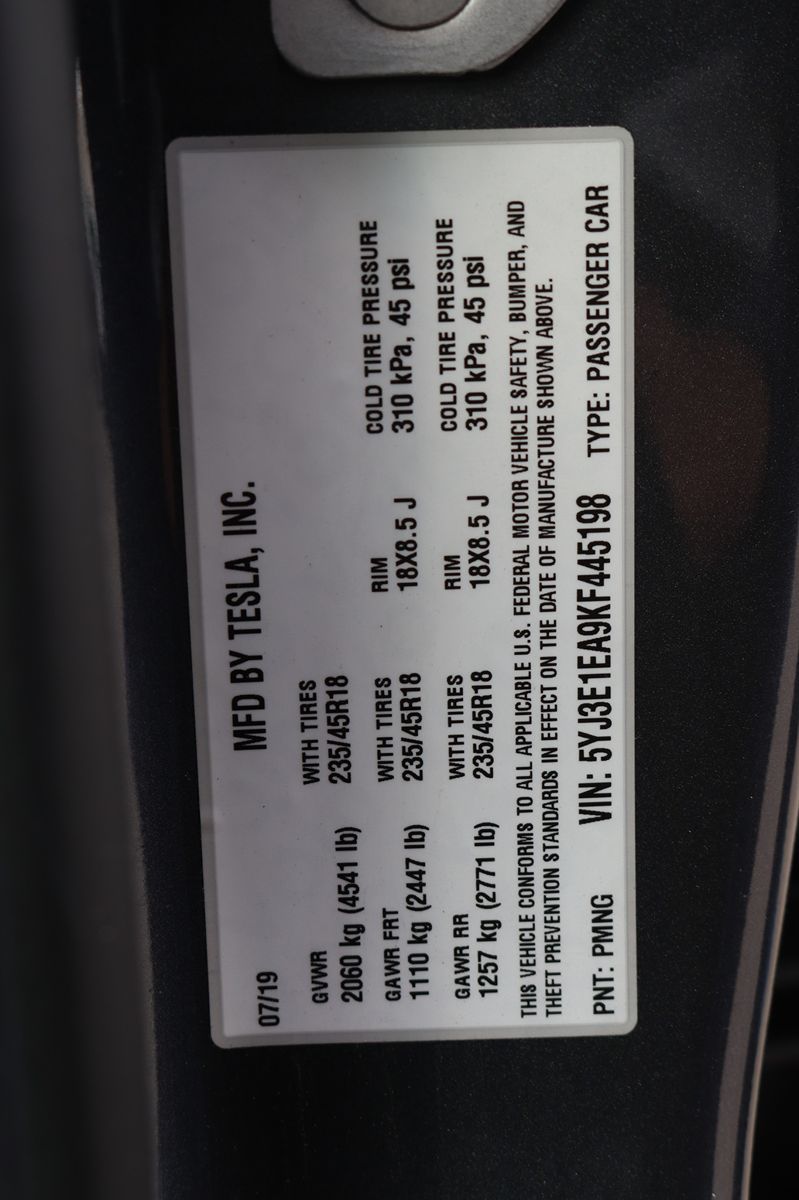 07/19 MFD BY TESLA, INC.
GVWR WITH TIRES
2060 kg (4541 lb) 235/45R18
GAWR FRT WITH TIRES RIM COLD TIRE PRESSURE
1110 kg (2447 lb) 235/45R18 18X8.5 J 310 kPa, 45 psi
GAWR RR WITH TIRES RIM COLD TIRE PRESSURE
1257 kg (2771 lb) 235/45R18 18X8.5 J 310 kPa, 45 psi
THIS VEHICLE CONFORMS TO ALL APPLICABLE U.S. FEDERAL MOTOR VEHICLE SAFETY, BUMPER, AND
THEFT PREVENTION STANDARDS IN EFFECT ON THE DATE OF MANUFACTURE SHOWN ABOVE.
PNT: PMNG VIN: 5YJ3E1EA9KF445198 TYPE: PASSENGER CAR